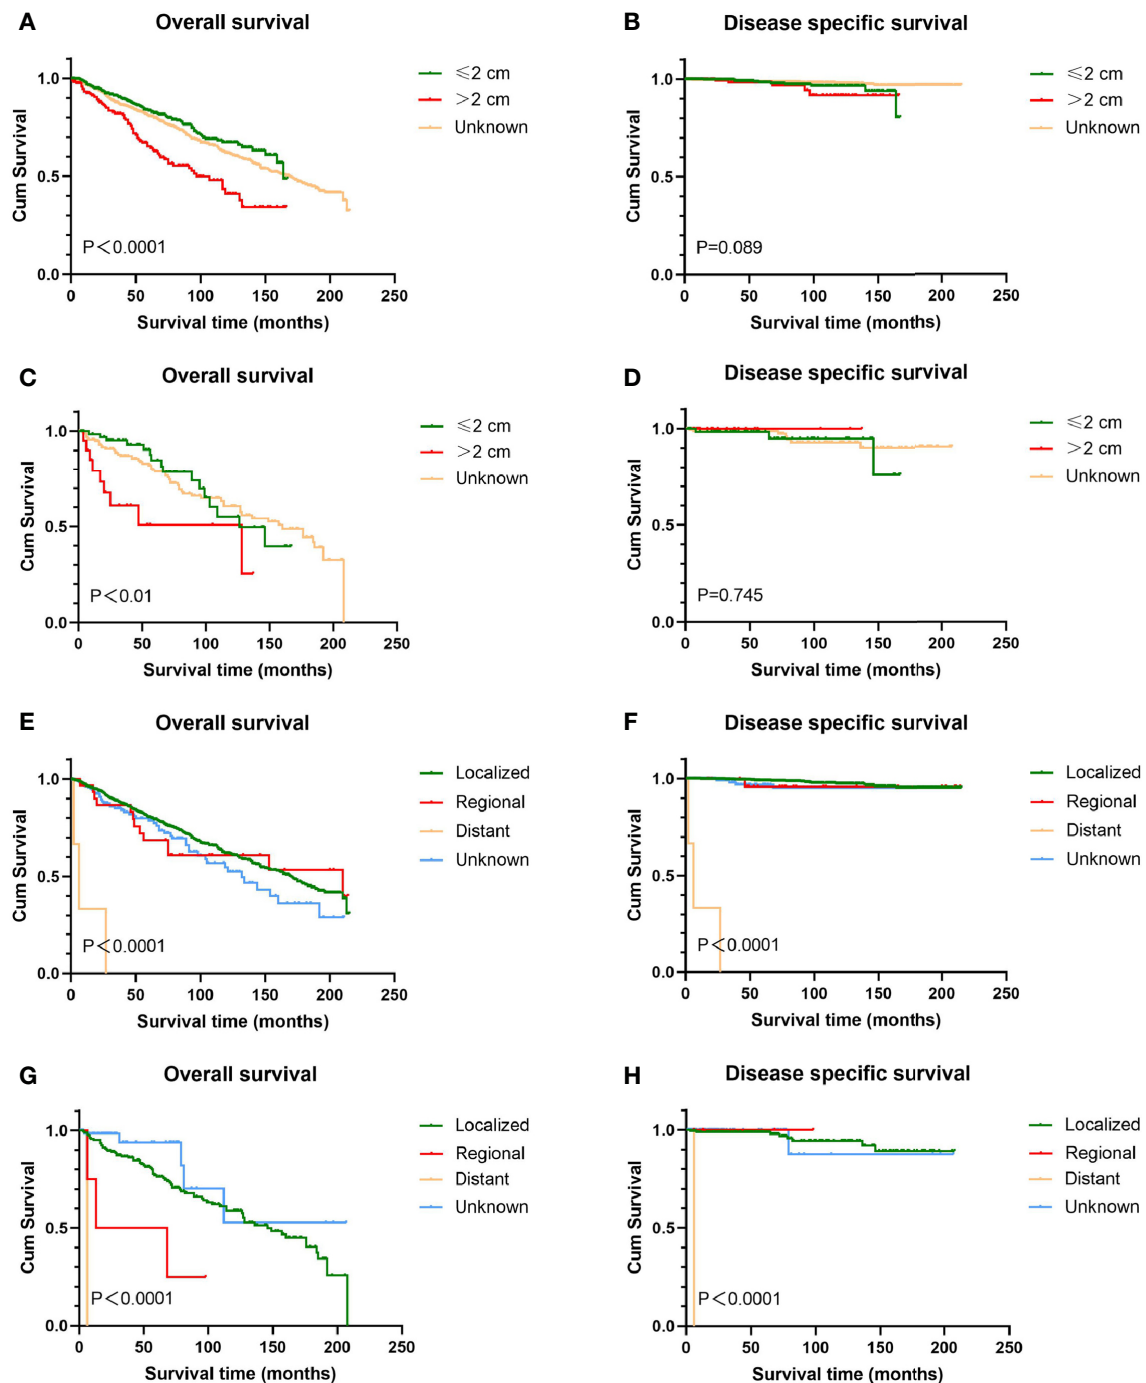 A
Overall survival
Cum Survival
1.0
0.5
0.0
0 50 100 150 200 250
Survival time (months)
P<0.0001
≤2 cm
>2 cm
Unknown
B
Disease specific survival
Cum Survival
1.0
0.5
0.0
0 50 100 150 200 250
Survival time (months)
P=0.089
≤2 cm
>2 cm
Unknown
C
Overall survival
Cum Survival
1.0
0.5
0.0
0 50 100 150 200 250
Survival time (months)
P<0.01
≤2 cm
>2 cm
Unknown
D
Disease specific survival
Cum Survival
1.0
0.5
0.0
0 50 100 150 200 250
Survival time (months)
P=0.745
≤2 cm
>2 cm
Unknown
E
Overall survival
Cum Survival
1.0
0.5
0.0
0 50 100 150 200 250
Survival time (months)
P<0.0001
Localized
Regional
Distant
Unknown
F
Disease specific survival
Cum Survival
1.0
0.5
0.0
0 50 100 150 200 250
Survival time (months)
P<0.0001
Localized
Regional
Distant
Unknown
G
Overall survival
Cum Survival
1.0
0.5
0.0
0 50 100 150 200 250
Survival time (months)
P<0.0001
Localized
Regional
Distant
Unknown
H
Disease specific survival
Cum Survival
1.0
0.5
0.0
0 50 100 150 200 250
Survival time (months)
P<0.0001
Localized
Regional
Distant
Unknown